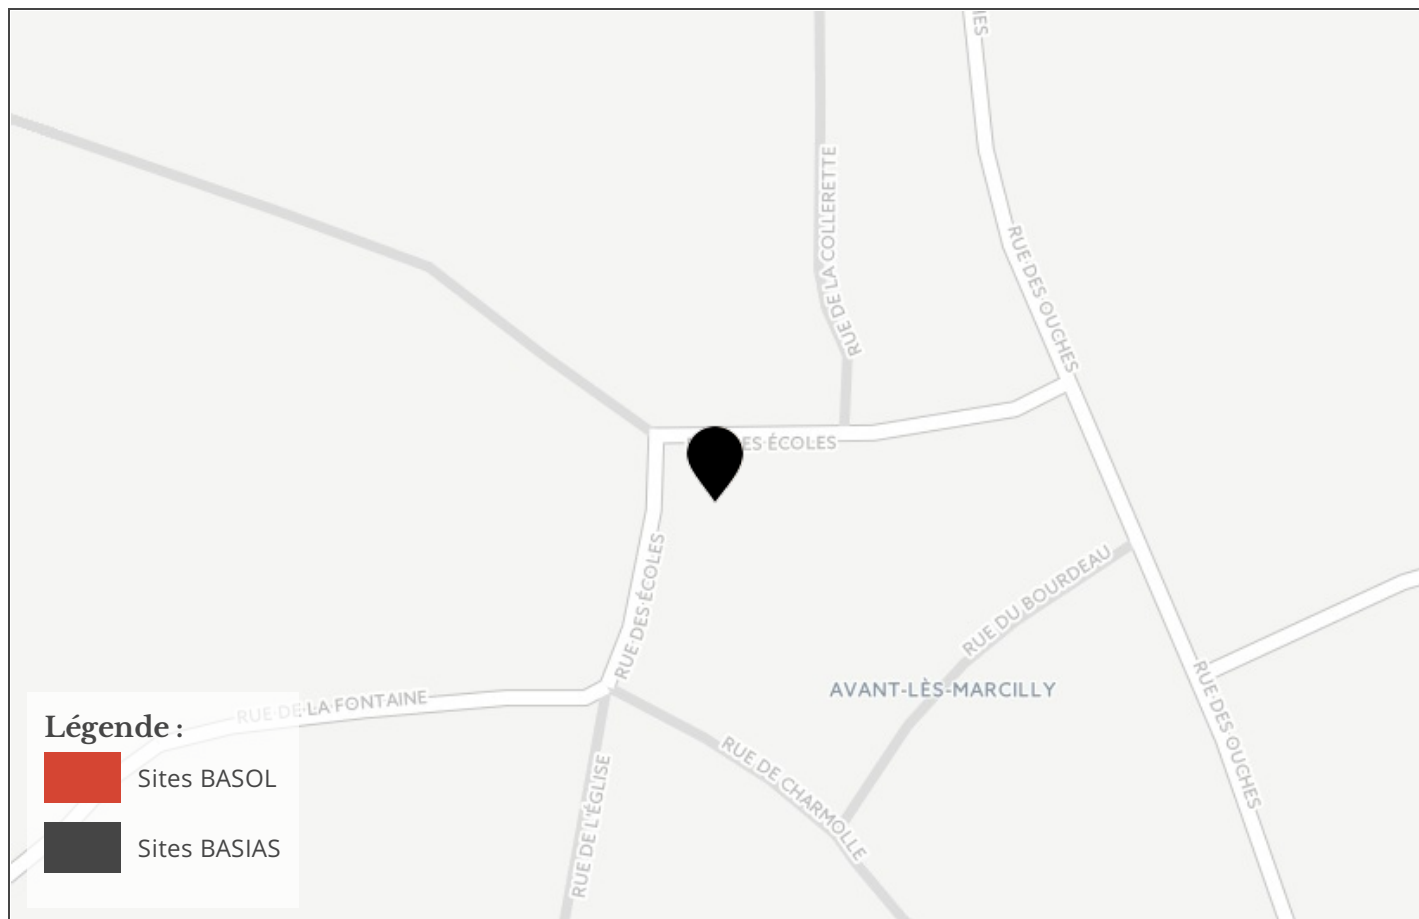 IES
RUE DE LA COLLERETTE
RUE DES OUCHES
ES ÉCOLES
RUE DES ÉCOLES
RUE DU BOURDEAU
AVANT-LÈS-MARCILLY
RUE DE LA FONTAINE
RUE DES OUCHES
RUE DE CHARMOLLE
RUE DE L'ÉGLISE
Légende :
Sites BASOL
Sites BASIAS